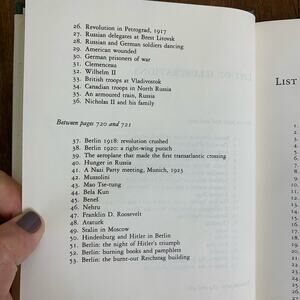 26. Revolution in Petrograd, 1917
27. Russian delegates at Brest Litovsk
28. Russian and German soldiers dancing
29. American wounded
30. German prisoners of war
31. Clemenceau
32. Wilhelm II
33. British troops at Vladivostok
34. Canadian troops in North Russia
35. An armoured train, Russia
36. Nicholas II and his family
Between pages 720 and 721
37. Berlin 1918: revolution crushed
38. Berlin 1920: a right-wing putsch
39. The aeroplane that made the first transatlantic crossing
40. Hunger in Russia
41. A Nazi Party meeting, Munich, 1923
42. Mussolini
43. Mao Tse-tung
44. Bela Kun
45. Beneš
46. Nehru
47. Franklin D. Roosevelt
48. Ataturk
49. Stalin in Moscow
50. Hindenburg and Hitler in Berlin
51. Berlin: the night of Hitler's triumph
52. Berlin: burning books and pamphlets
53. Berlin: the burnt-out Reichstag building
LIST